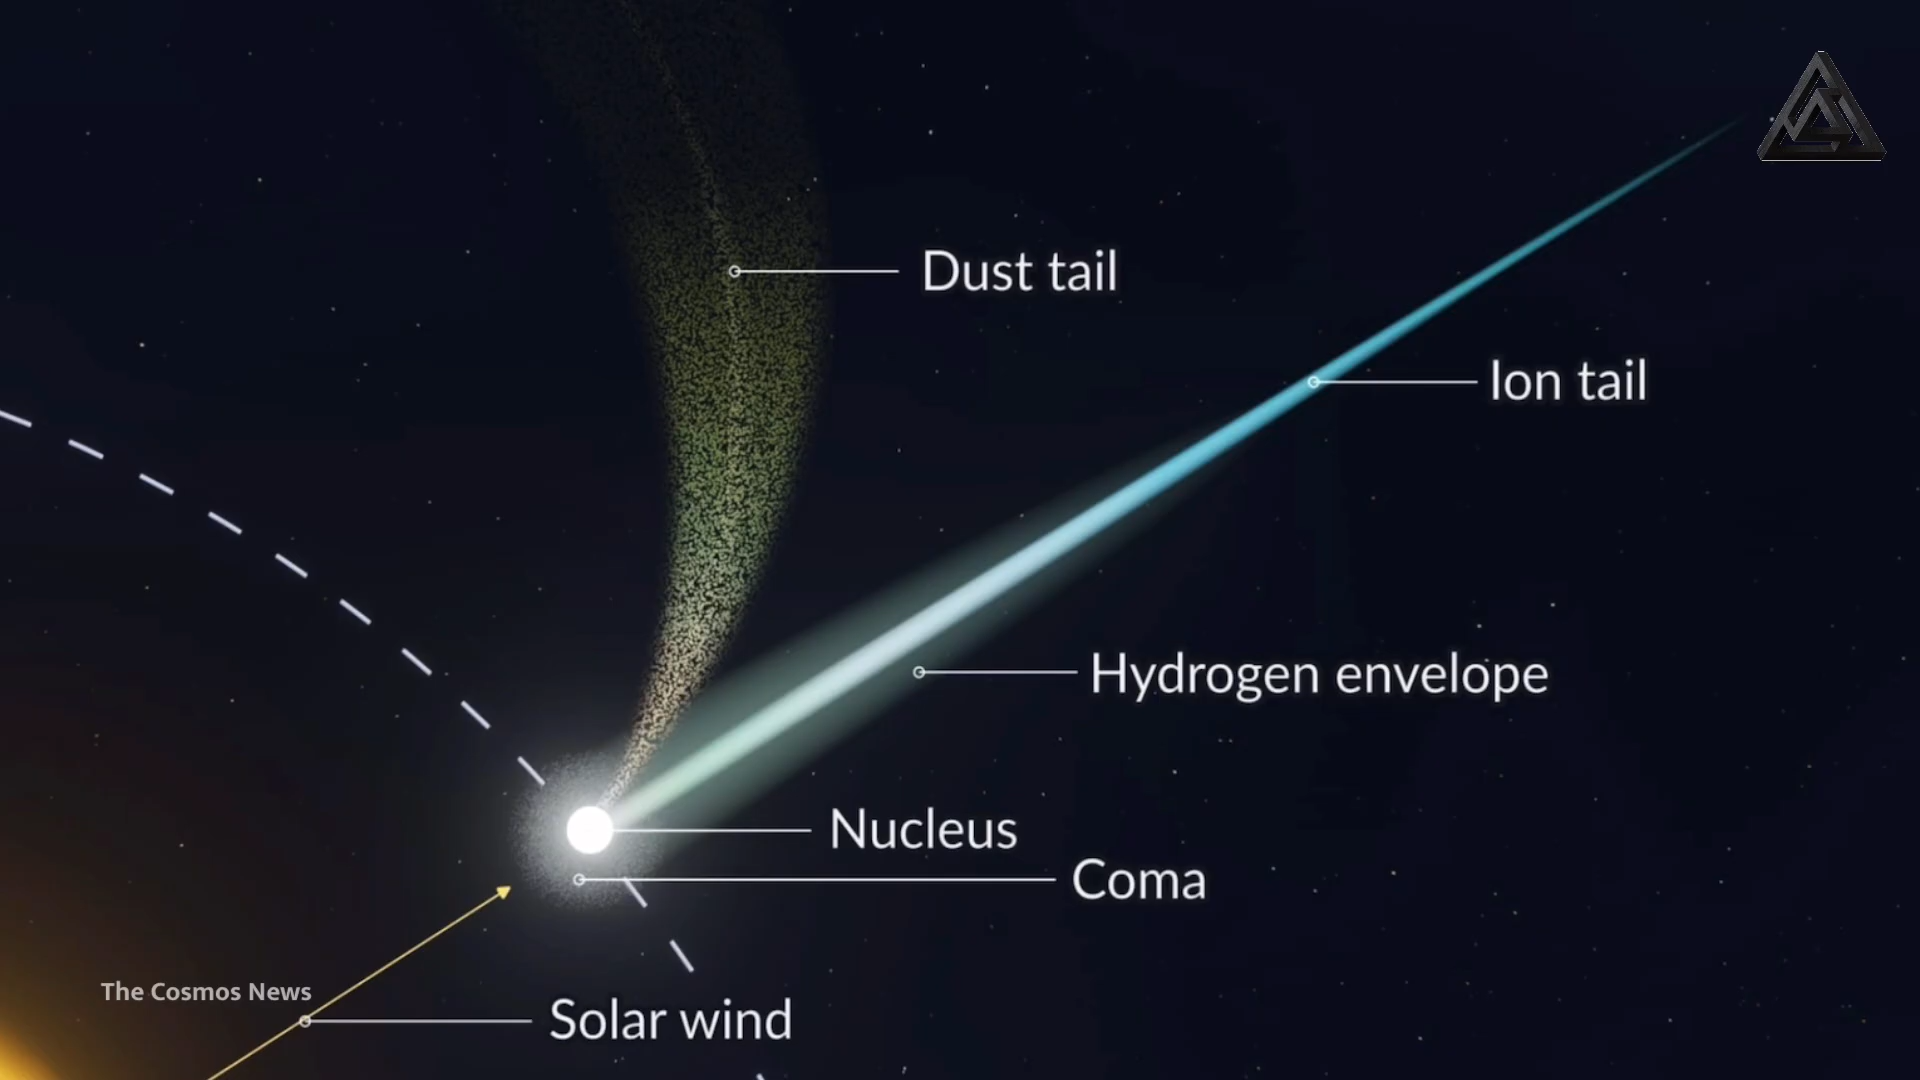 Dust tail
Ion tail
Hydrogen envelope
Nucleus
Coma
The Cosmos News
Solar wind